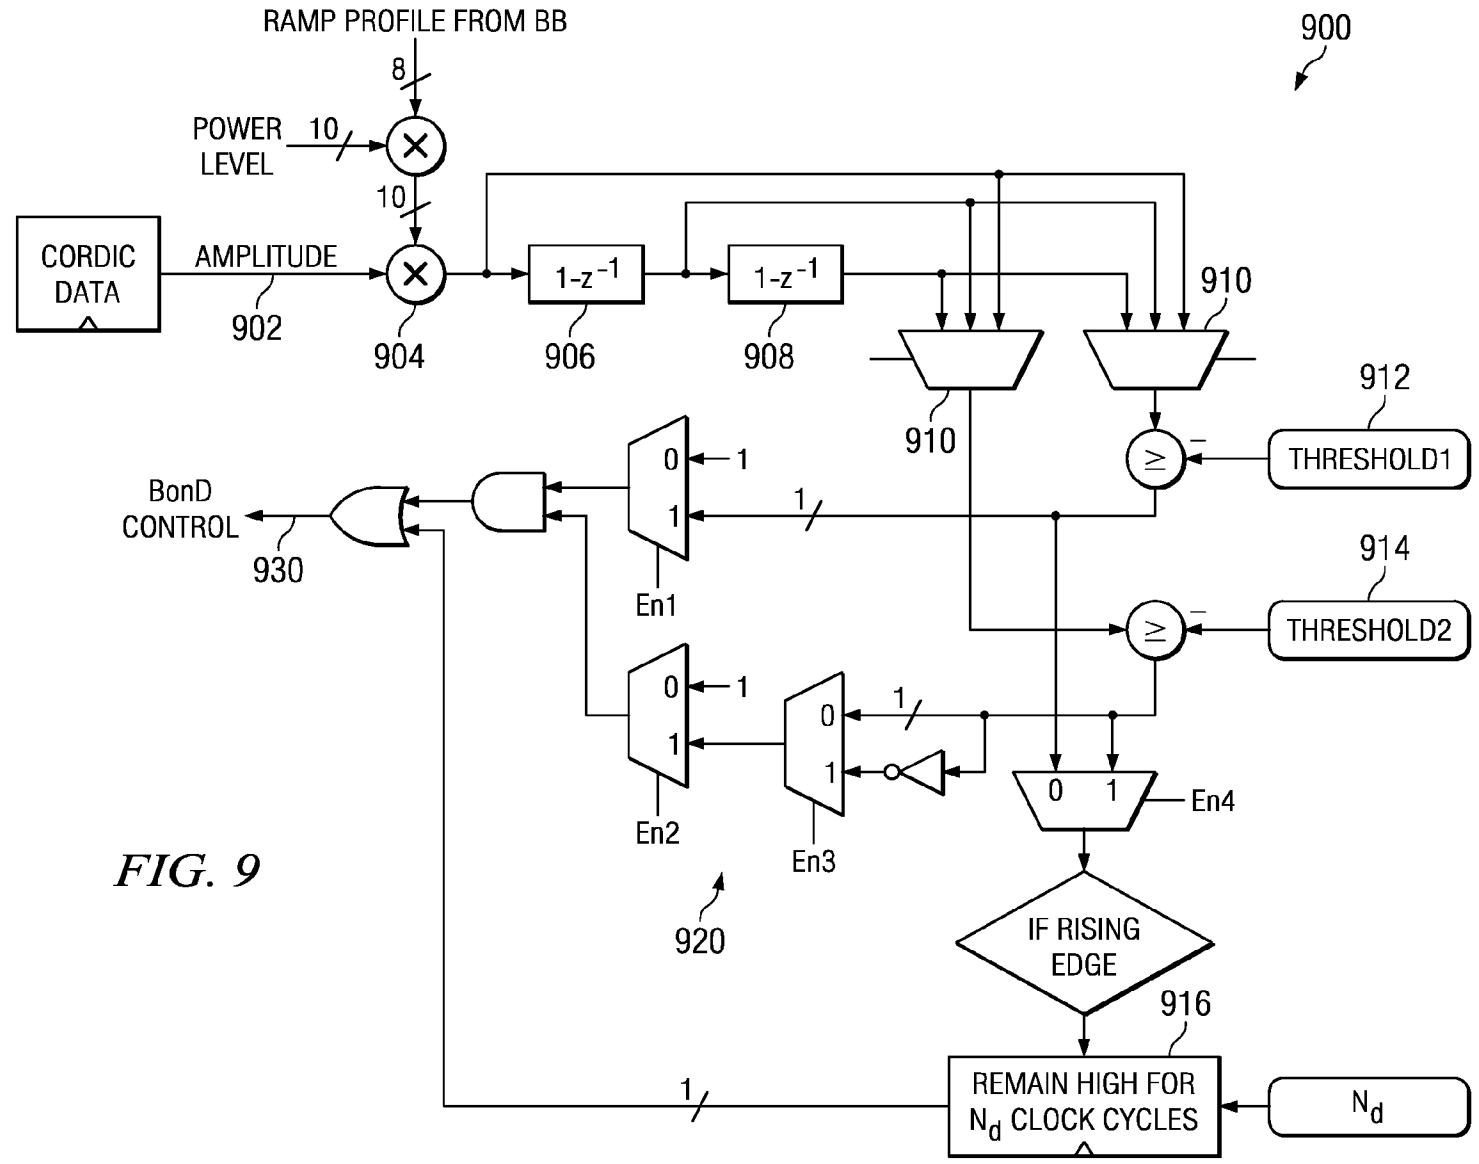 RAMP PROFILE FROM BB
900
8
POWER
LEVEL
10
×
10
CORDIC
DATA
AMPLITUDE
902
×
904
1-z⁻¹
906
1-z⁻¹
908
910
910
912
THRESHOLD1
≥
−
BonD
CONTROL
930
0
1
1
1
En1
914
THRESHOLD2
≥
−
0
1
1
En2
0
1
1
En3
0 1
En4
FIG. 9
920
IF RISING
EDGE
916
REMAIN HIGH FOR
Nd CLOCK CYCLES
Nd
1